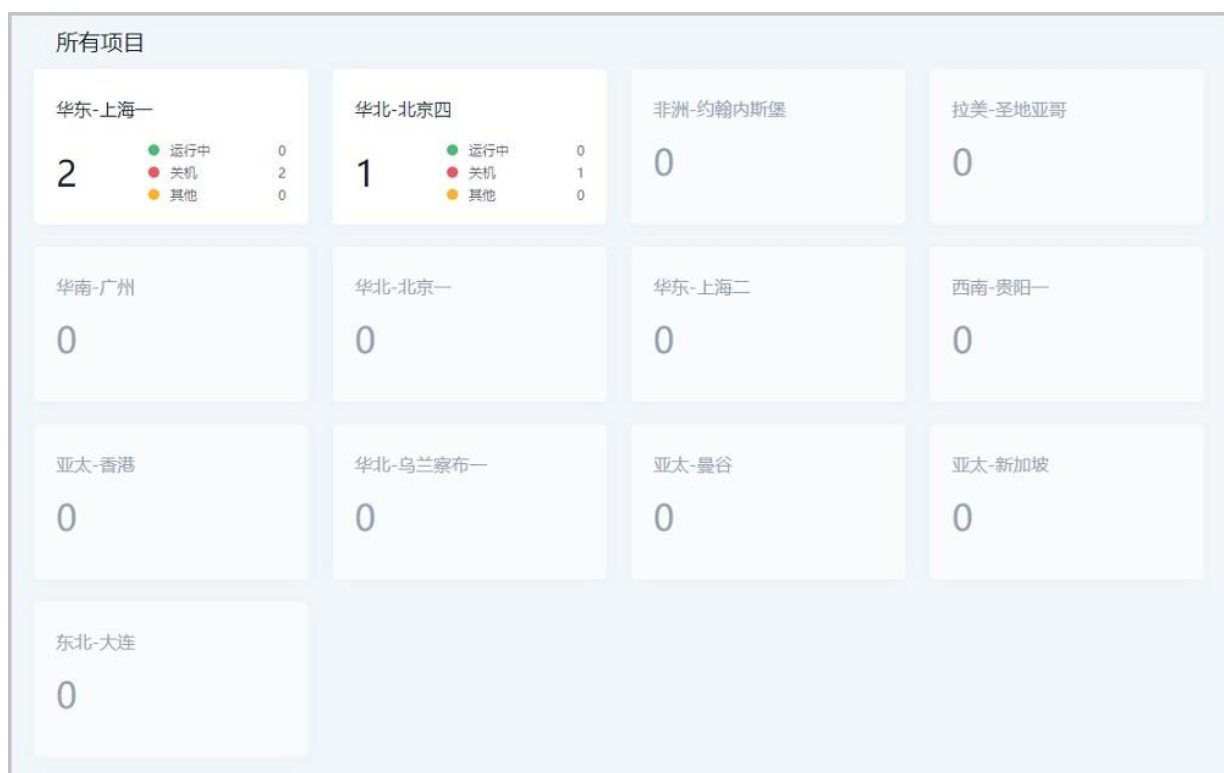 所有项目
华东-上海一
2
运行中 0
关机 2
其他 0
华北-北京四
1
运行中 0
关机 1
其他 0
非洲-约翰内斯堡
0
拉美-圣地亚哥
0
华南-广州
0
华北-北京一
0
华东-上海二
0
西南-贵阳一
0
亚太-香港
0
华北-乌兰察布一
0
亚太-曼谷
0
亚太-新加坡
0
东北-大连
0